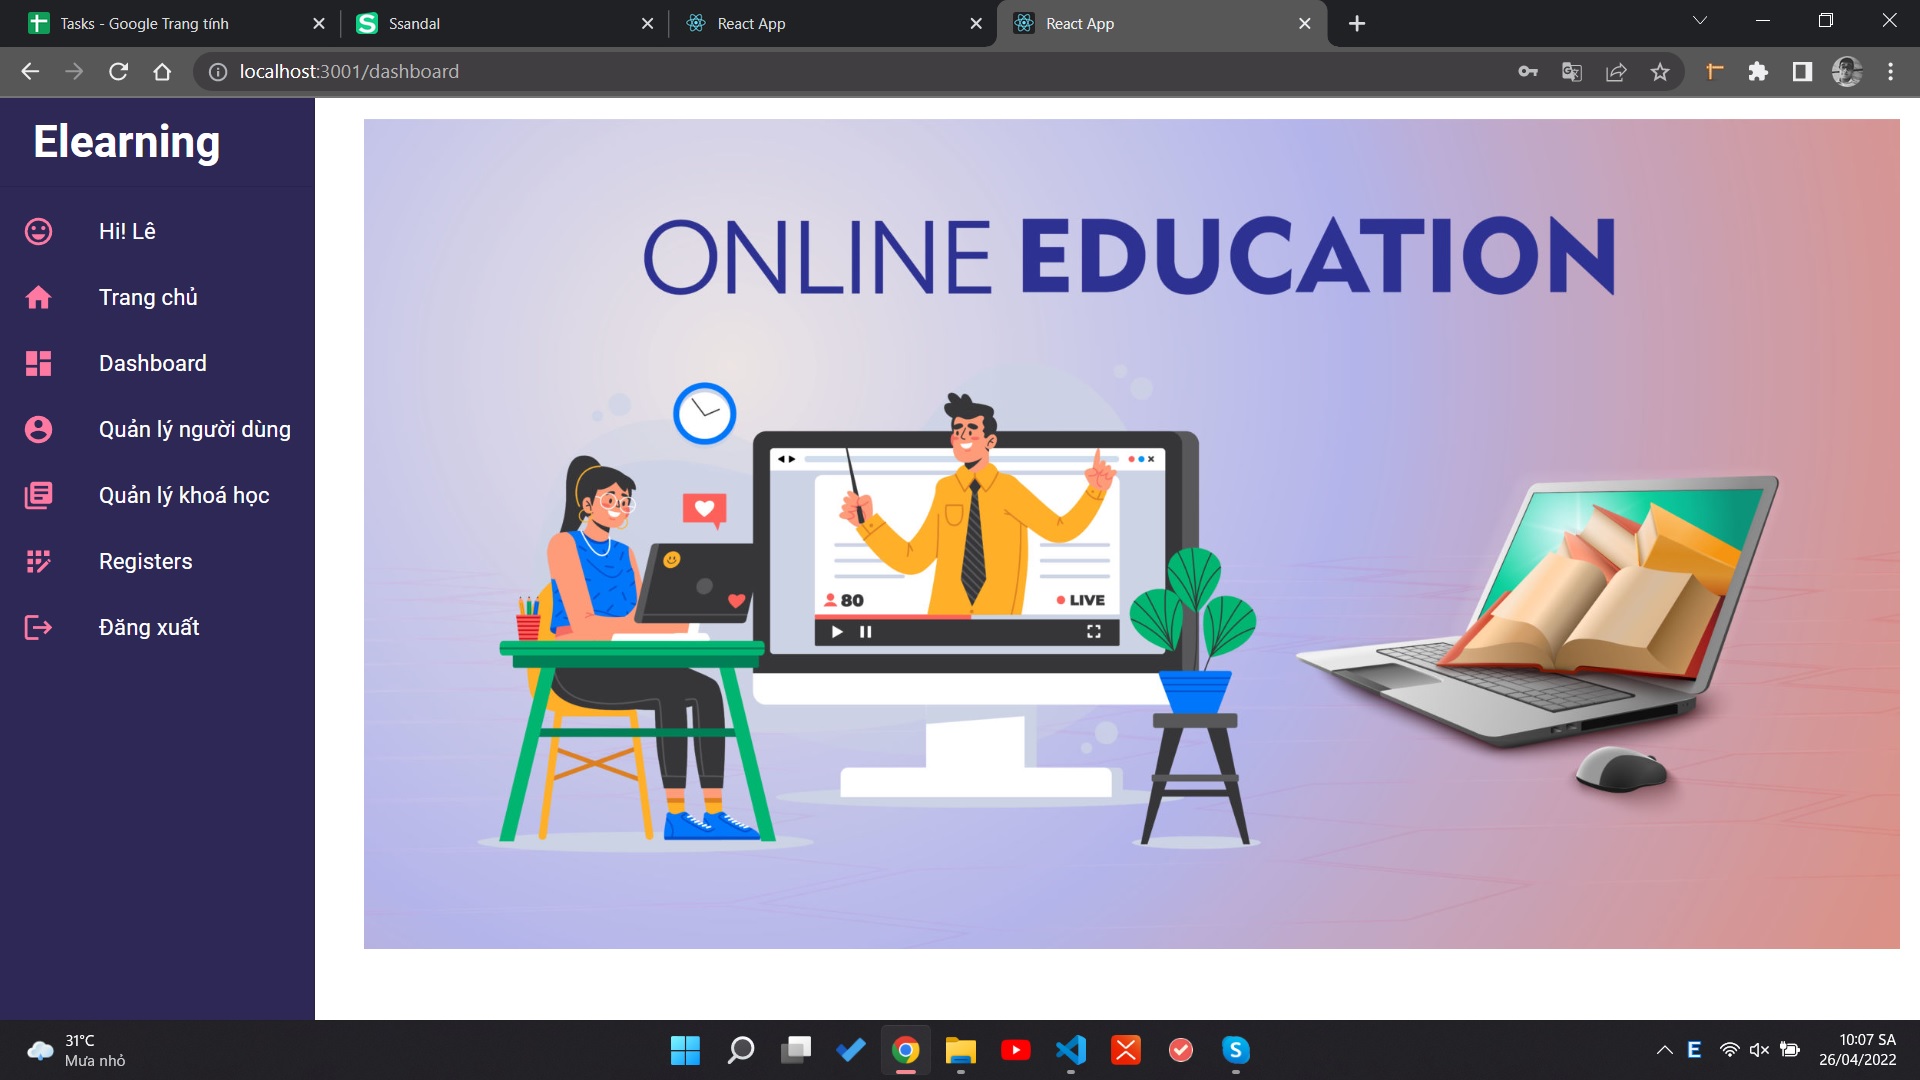 Tasks - Google Trang tính
Ssandal
React App
React App
localhost:3001/dashboard
Elearning
Hi! Lê
Trang chủ
Dashboard
Quản lý người dùng
Quản lý khoá học
Registers
Đăng xuất
ONLINE EDUCATION
80
LIVE
31°C
Mưa nhỏ
E
10:07 SA
26/04/2022